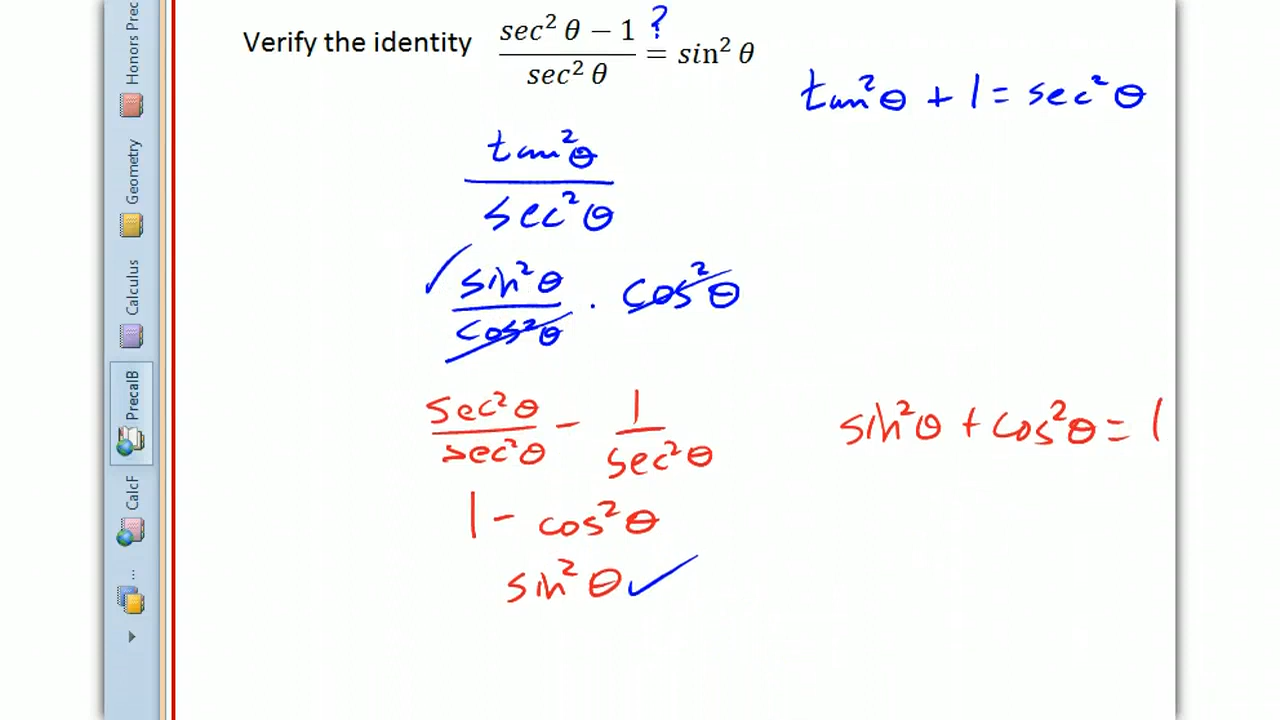 Honors Prec
Geometry
Calculus
PrecalB
CalcF
...
Verify the identity (sec² θ − 1)/(sec² θ) = sin² θ
?
tan²θ + 1 = sec²θ
tan²θ
sec²θ
sin²θ/cos²θ · cos²θ
sec²θ/sec²θ − 1/sec²θ
sin²θ + cos²θ = 1
1 − cos²θ
sin²θ ✓